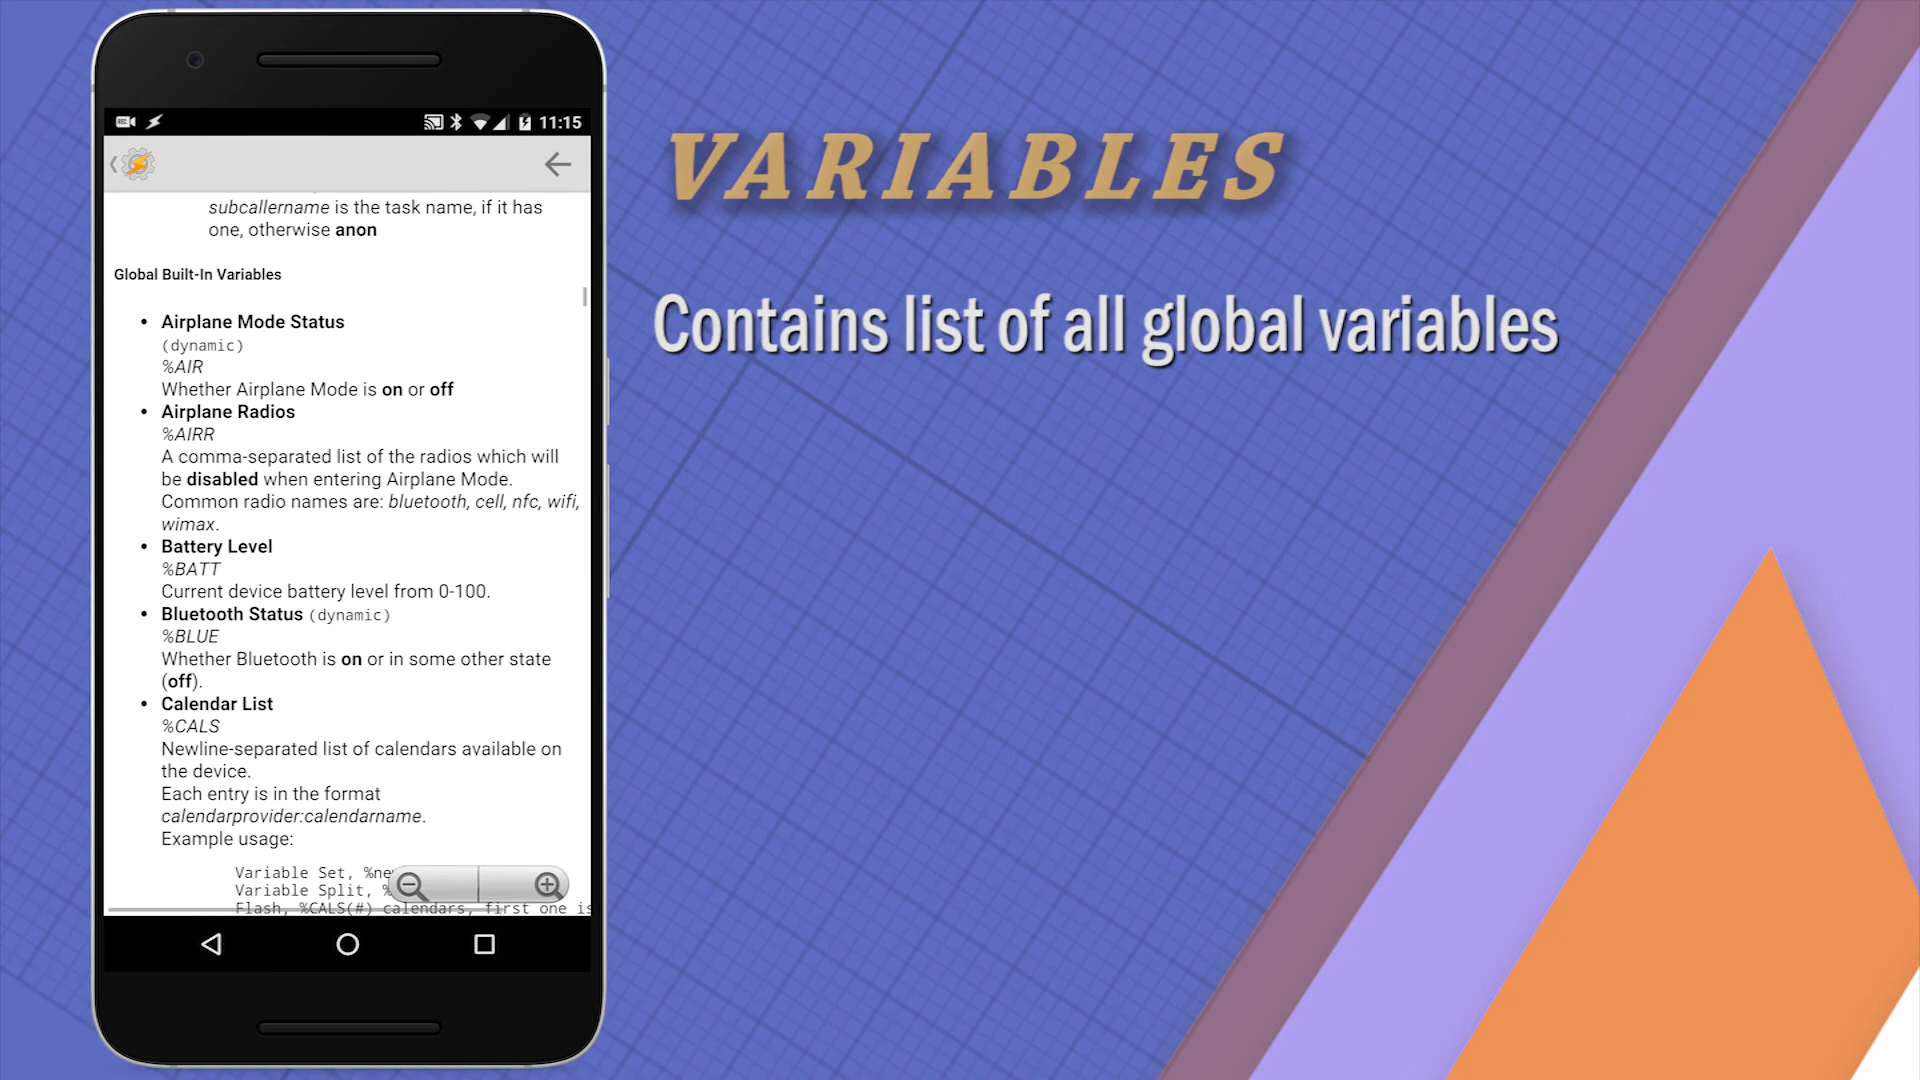 11:15
VARIABLES
Contains list of all global variables
subcallername is the task name, if it has
one, otherwise anon
Global Built-In Variables
• Airplane Mode Status
(dynamic)
%AIR
Whether Airplane Mode is on or off
• Airplane Radios
%AIRR
A comma-separated list of the radios which will
be disabled when entering Airplane Mode.
Common radio names are: bluetooth, cell, nfc, wifi,
wimax.
• Battery Level
%BATT
Current device battery level from 0-100.
• Bluetooth Status (dynamic)
%BLUE
Whether Bluetooth is on or in some other state
(off).
• Calendar List
%CALS
Newline-separated list of calendars available on
the device.
Each entry is in the format
calendarprovider:calendarname.
Example usage:
Variable Set,
Variable Split,
Flash, %CALS(#) calendars, first one is